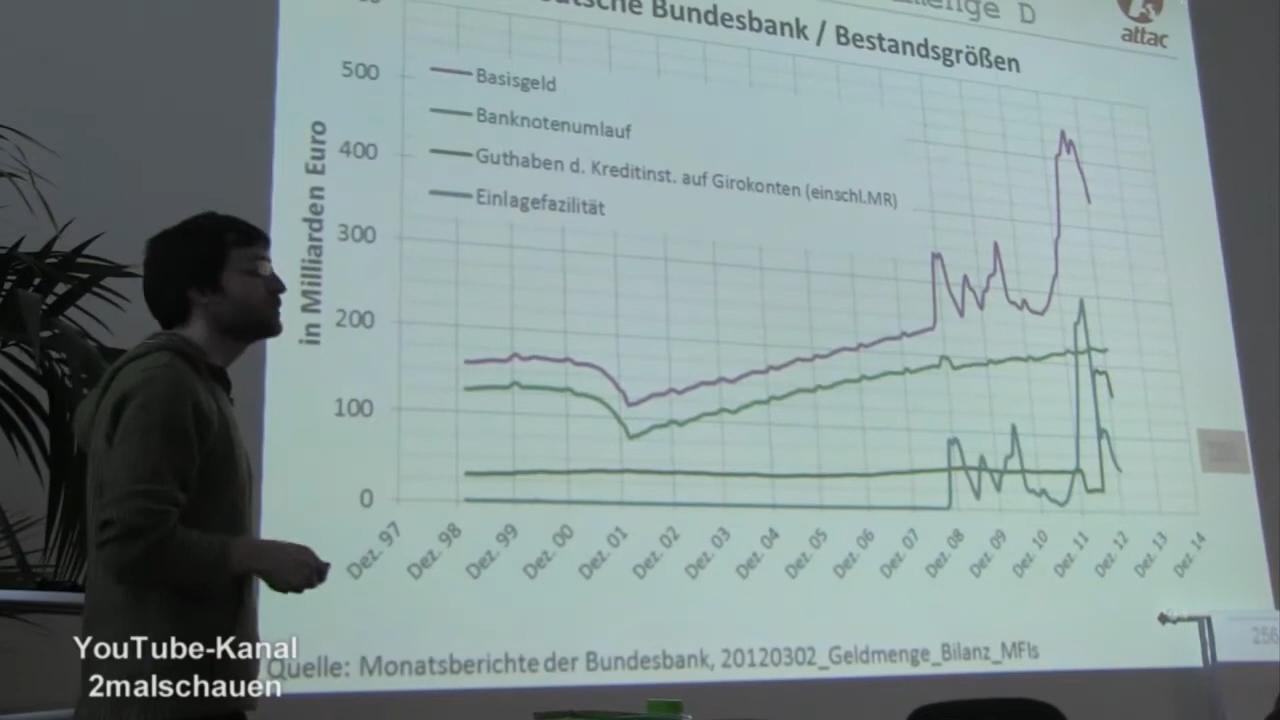 D
attac
Bundesbank / Bestandsgrößen
in Milliarden Euro
500
400
300
200
100
0
Basisgeld
Banknotenumlauf
Guthaben d. Kreditinst. auf Girokonten (einschl.MR)
Einlagefazilität
Dez. 97
Dez. 98
Dez. 99
Dez. 00
Dez. 01
Dez. 02
Dez. 03
Dez. 04
Dez. 05
Dez. 06
Dez. 07
Dez. 08
Dez. 09
Dez. 10
Dez. 11
Dez. 12
Dez. 13
Dez. 14
Quelle: Monatsberichte der Bundesbank, 20120302_Geldmenge_Bilanz_MFIs
YouTube-Kanal
2malschauen